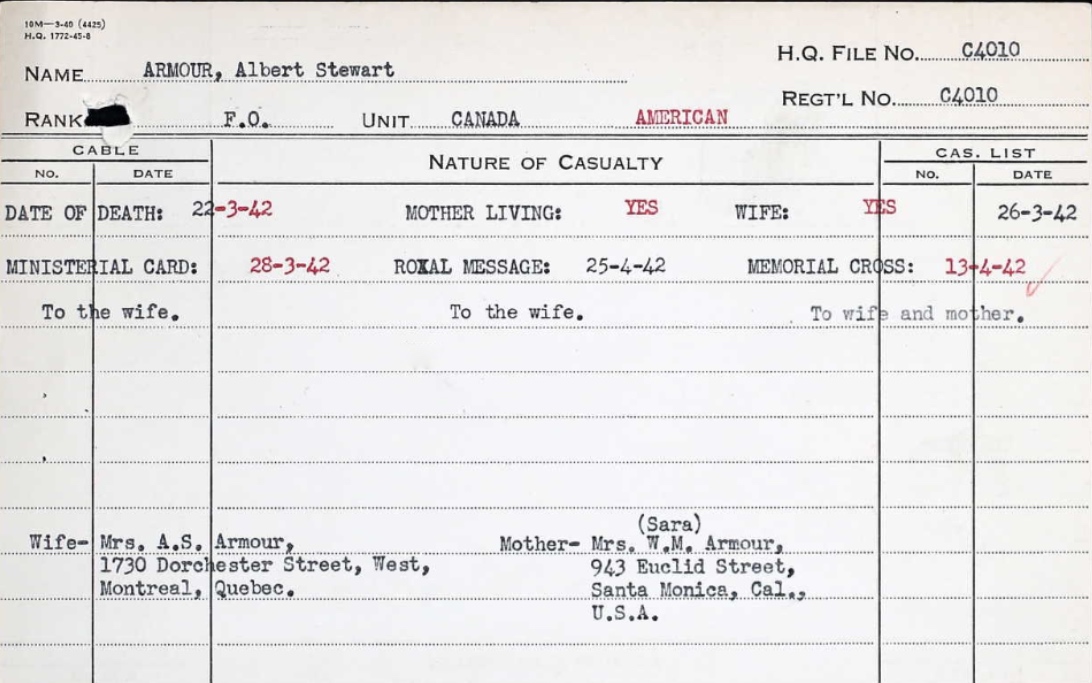 10M—3-40 (4425)
H.Q. 1772-45-8
H.Q. FILE NO. C4010
NAME ARMOUR, Albert Stewart
REGT'L NO. C4010
RANK F.O. UNIT CANADA AMERICAN
CABLE NATURE OF CASUALTY CAS. LIST
NO. DATE NO. DATE
DATE OF DEATH: 22-3-42 MOTHER LIVING: YES WIFE: YES 26-3-42
MINISTERIAL CARD: 28-3-42 ROYAL MESSAGE: 25-4-42 MEMORIAL CROSS: 13-4-42
To the wife. To the wife. To wife and mother.
(Sara)
Wife- Mrs. A.S. Armour, Mother- Mrs. W.M. Armour,
1730 Dorchester Street, West, 943 Euclid Street,
Montreal, Quebec. Santa Monica, Cal.,
U.S.A.